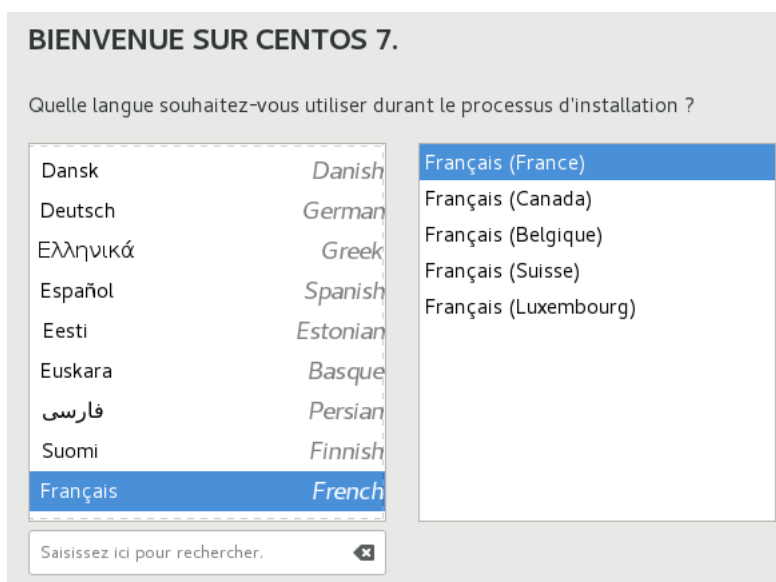 BIENVENUE SUR CENTOS 7.
Quelle langue souhaitez-vous utiliser durant le processus d'installation ?
Dansk Danish
Deutsch German
Ελληνικά Greek
Español Spanish
Eesti Estonian
Euskara Basque
فارسی Persian
Suomi Finnish
Français French
Saisissez ici pour rechercher.
Français (France)
Français (Canada)
Français (Belgique)
Français (Suisse)
Français (Luxembourg)